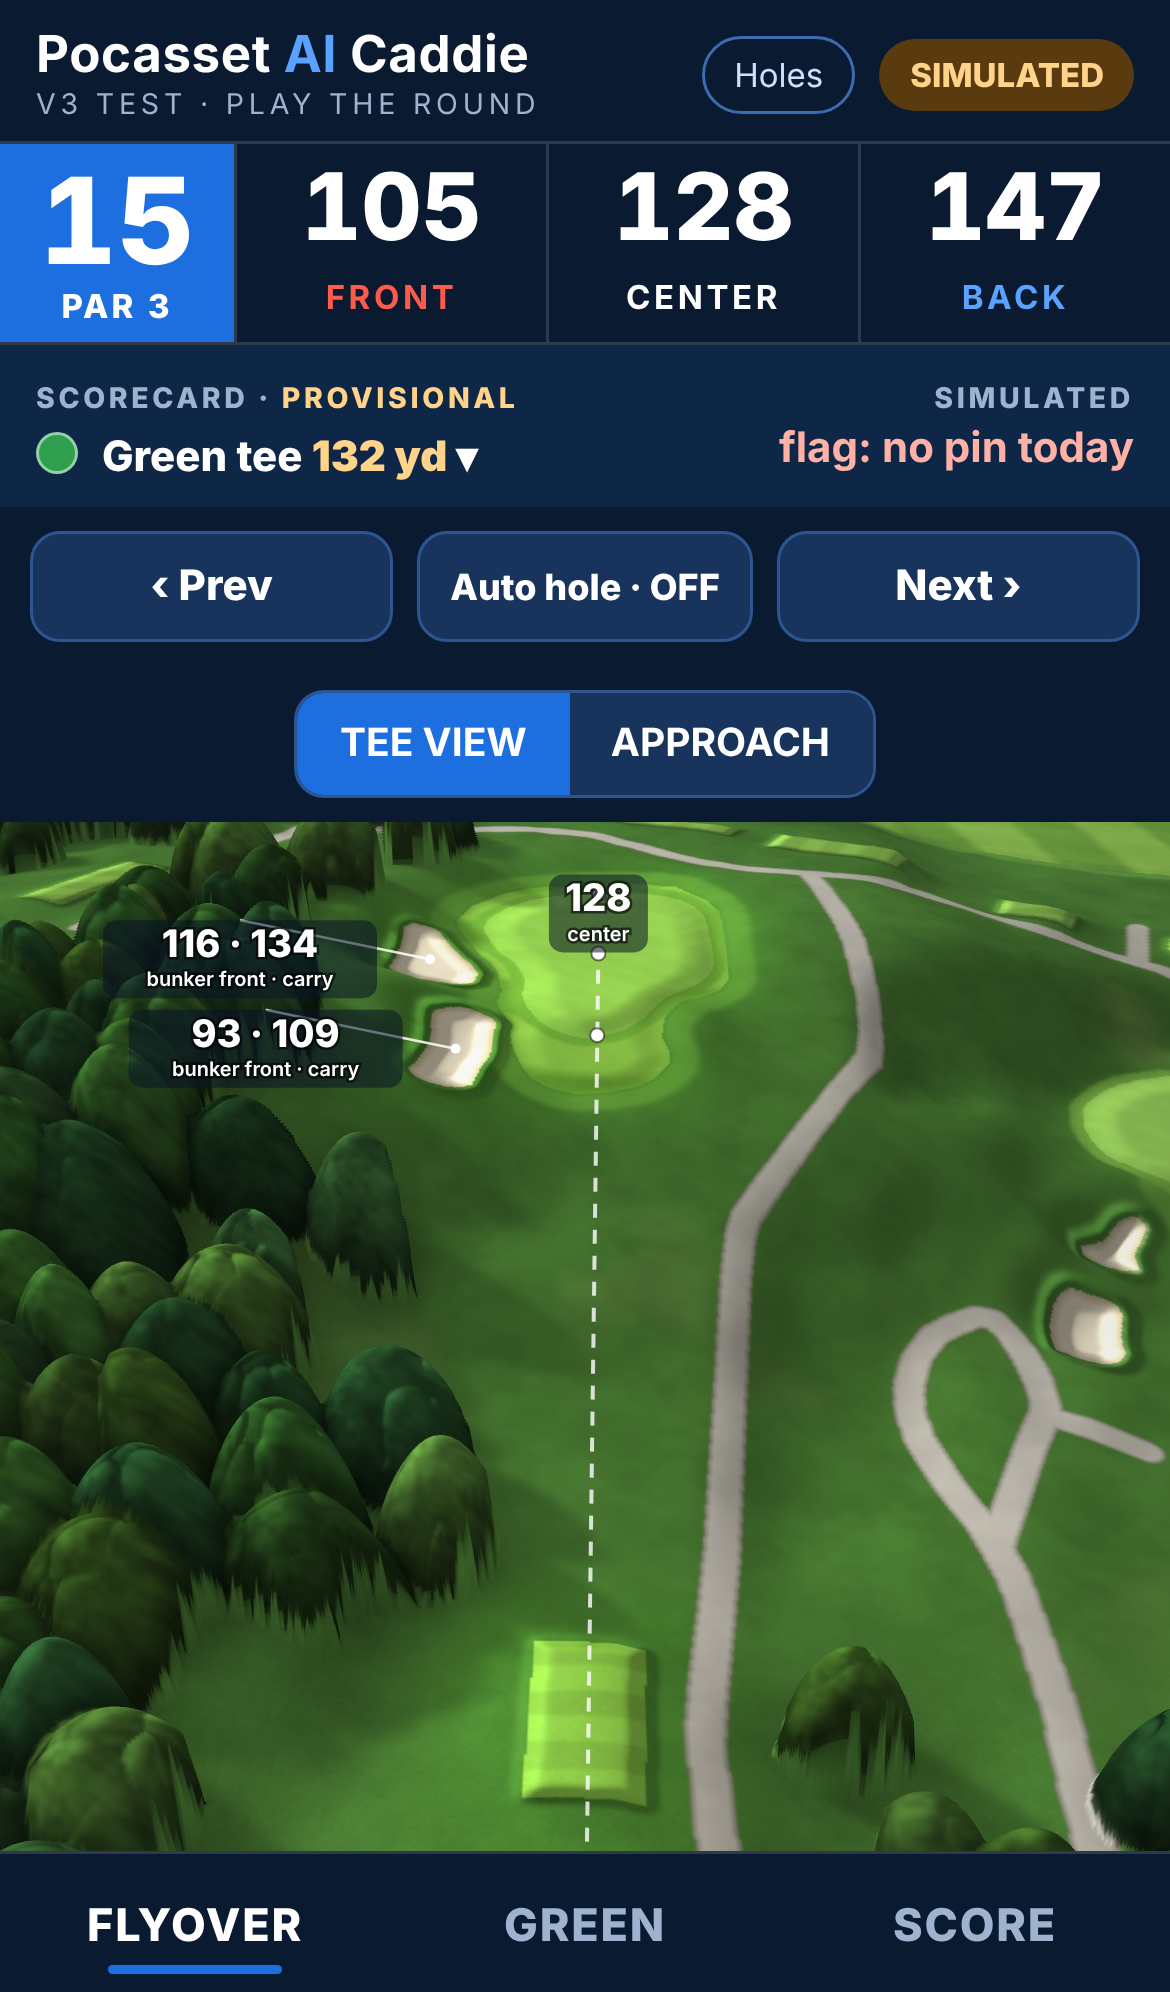 Pocasset AI Caddie
V3 TEST · PLAY THE ROUND
Holes
SIMULATED
15
PAR 3
105
FRONT
128
CENTER
147
BACK
SCORECARD · PROVISIONAL
Green tee 132 yd ▼
SIMULATED
flag: no pin today
‹ Prev
Auto hole · OFF
Next ›
TEE VIEW
APPROACH
128
center
116 · 134
bunker front · carry
93 · 109
bunker front · carry
FLYOVER
GREEN
SCORE